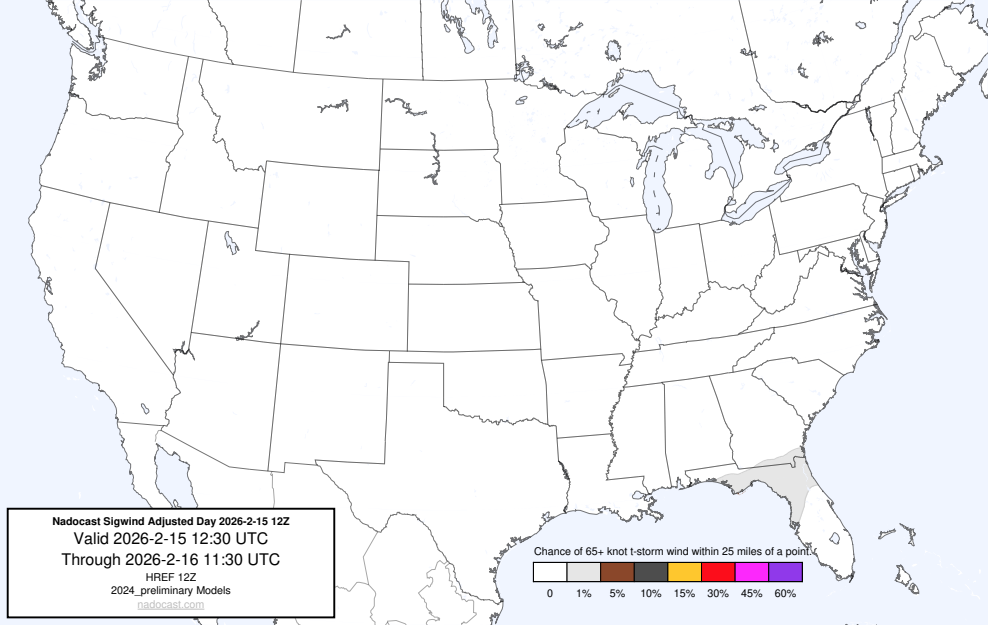 Nadocast Sigwind Adjusted Day 2026-2-15 12Z
Valid 2026-2-15 12:30 UTC
Through 2026-2-16 11:30 UTC
HREF 12Z
2024_preliminary Models
nadocast.com
Chance of 65+ knot t-storm wind within 25 miles of a point.
0 1% 5% 10% 15% 30% 45% 60%